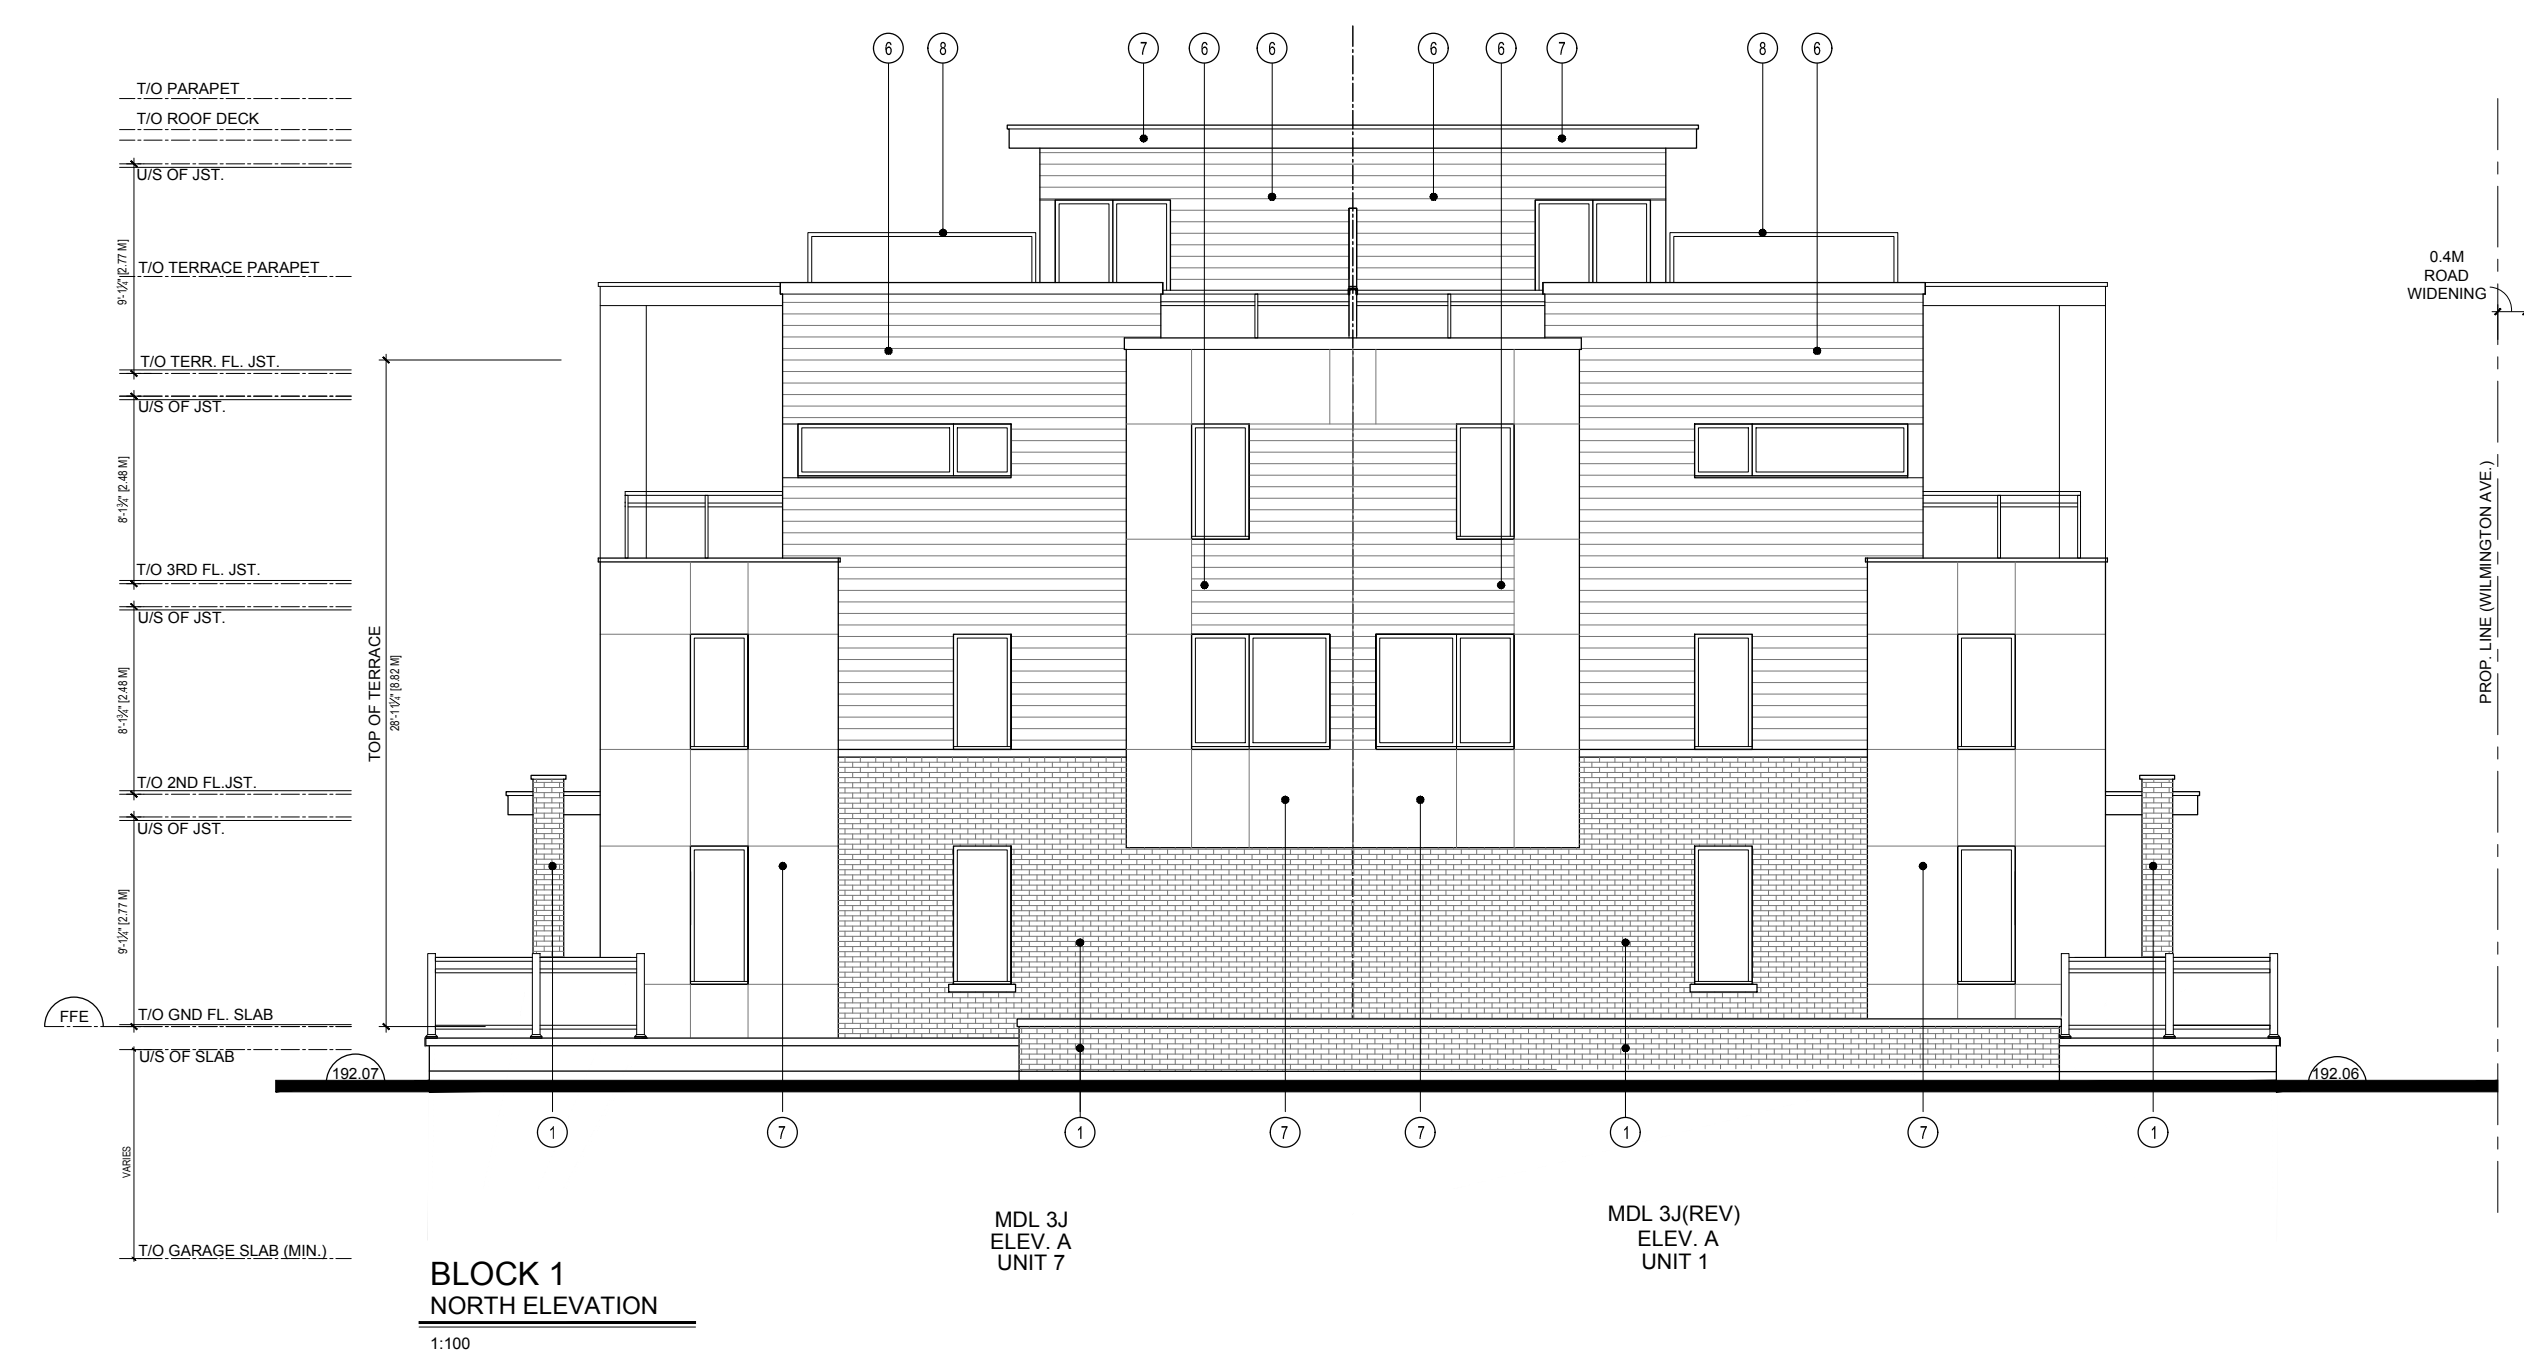 6 8 7 6 6 6 6 7 8 6
T/O PARAPET
T/O ROOF DECK
U/S OF JST.
9'-1¼" [2.77 M]
T/O TERRACE PARAPET
T/O TERR. FL. JST.
U/S OF JST.
8'-1¾" [2.48 M]
T/O 3RD FL. JST.
U/S OF JST.
8'-1¾" [2.48 M]
T/O 2ND FL.JST.
U/S OF JST.
9'-1¼" [2.77 M]
T/O GND FL. SLAB
FFE
U/S OF SLAB
192.07
VARIES
T/O GARAGE SLAB (MIN.)
TOP OF TERRACE
28'-11¼" [8.82 M]
0.4M
ROAD
WIDENING
PROP. LINE (WILMINGTON AVE.)
192.06
1 7 1 7 7 1 7 1
MDL 3J
ELEV. A
UNIT 7
MDL 3J(REV)
ELEV. A
UNIT 1
BLOCK 1
NORTH ELEVATION
1:100